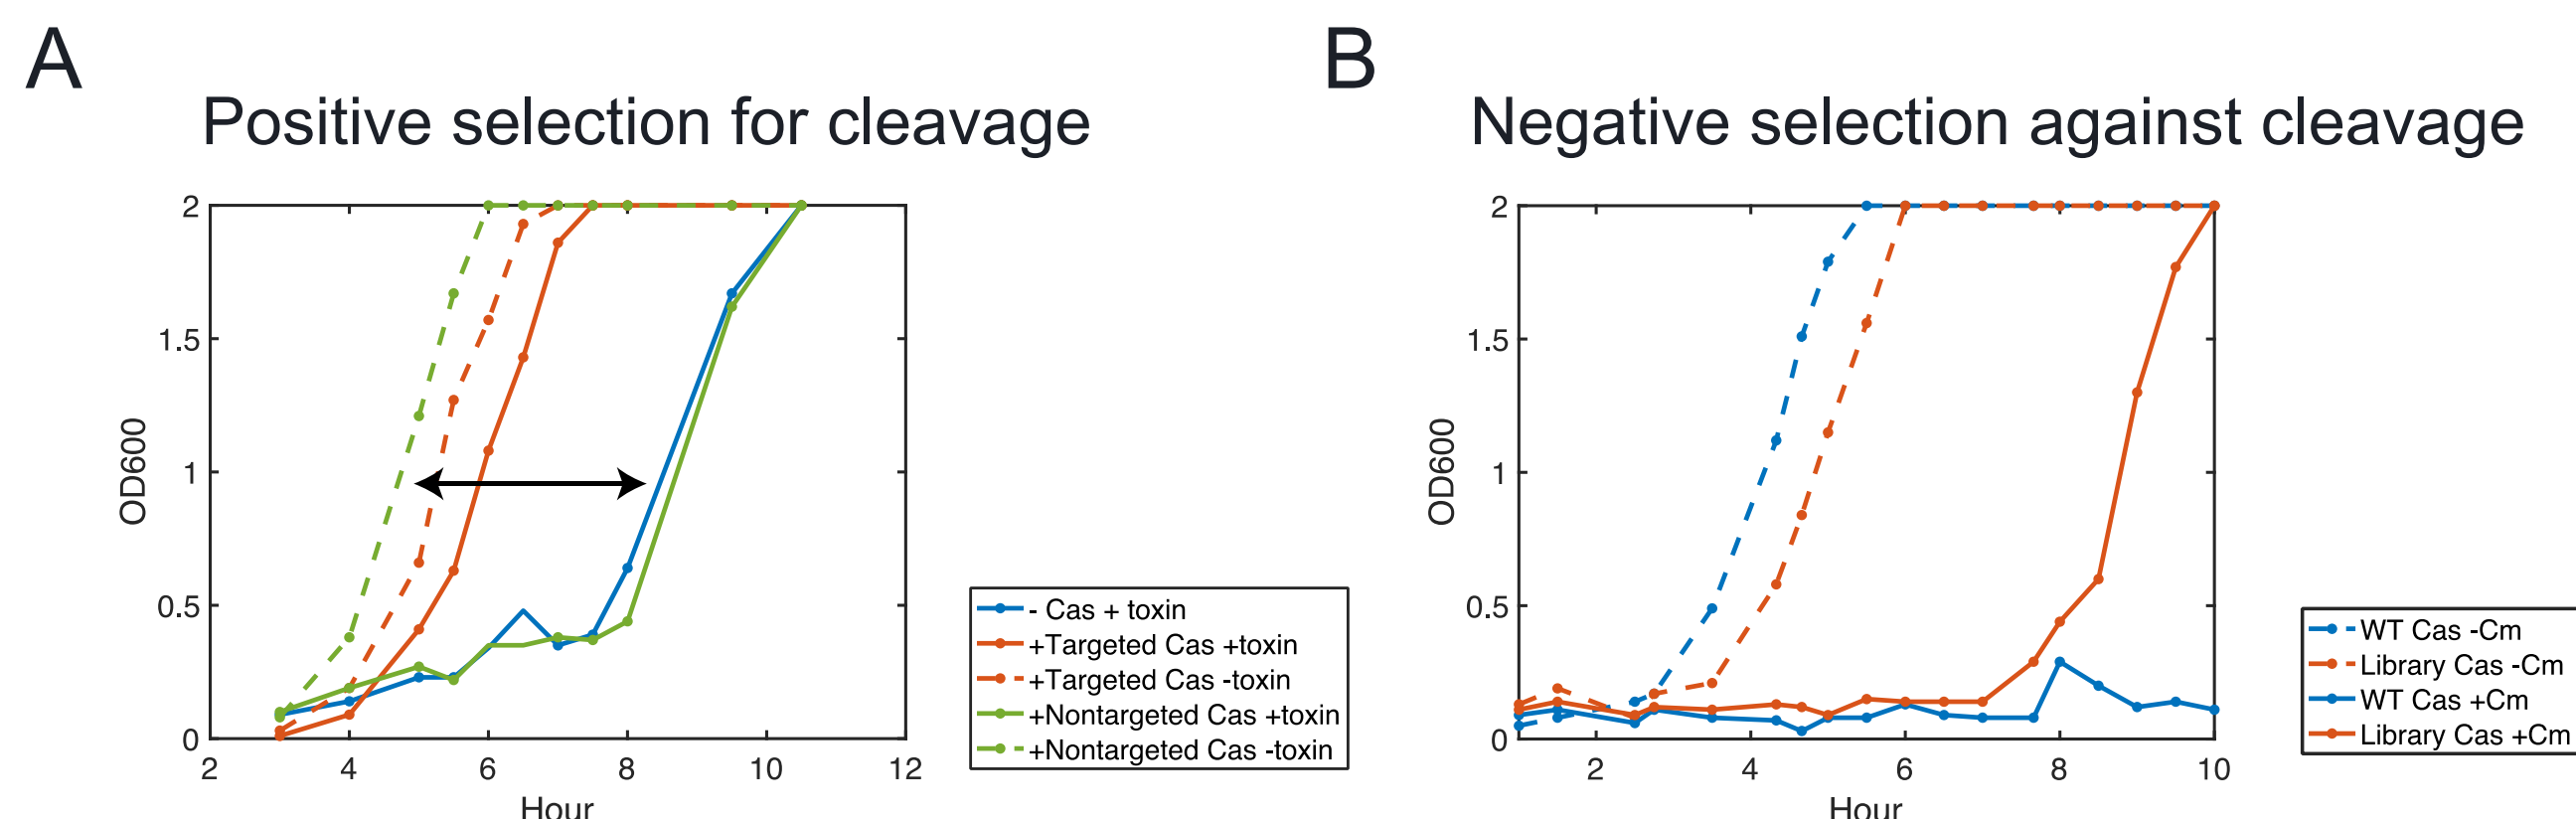 A
Positive selection for cleavage
2
1.5
1
0.5
0
OD600
2 4 6 8 10 12
Hour
- Cas + toxin
+Targeted Cas +toxin
+Targeted Cas -toxin
+Nontargeted Cas +toxin
+Nontargeted Cas -toxin
B
Negative selection against cleavage
2
1.5
1
0.5
0
OD600
2 4 6 8 10
Hour
WT Cas -Cm
Library Cas -Cm
WT Cas +Cm
Library Cas +Cm